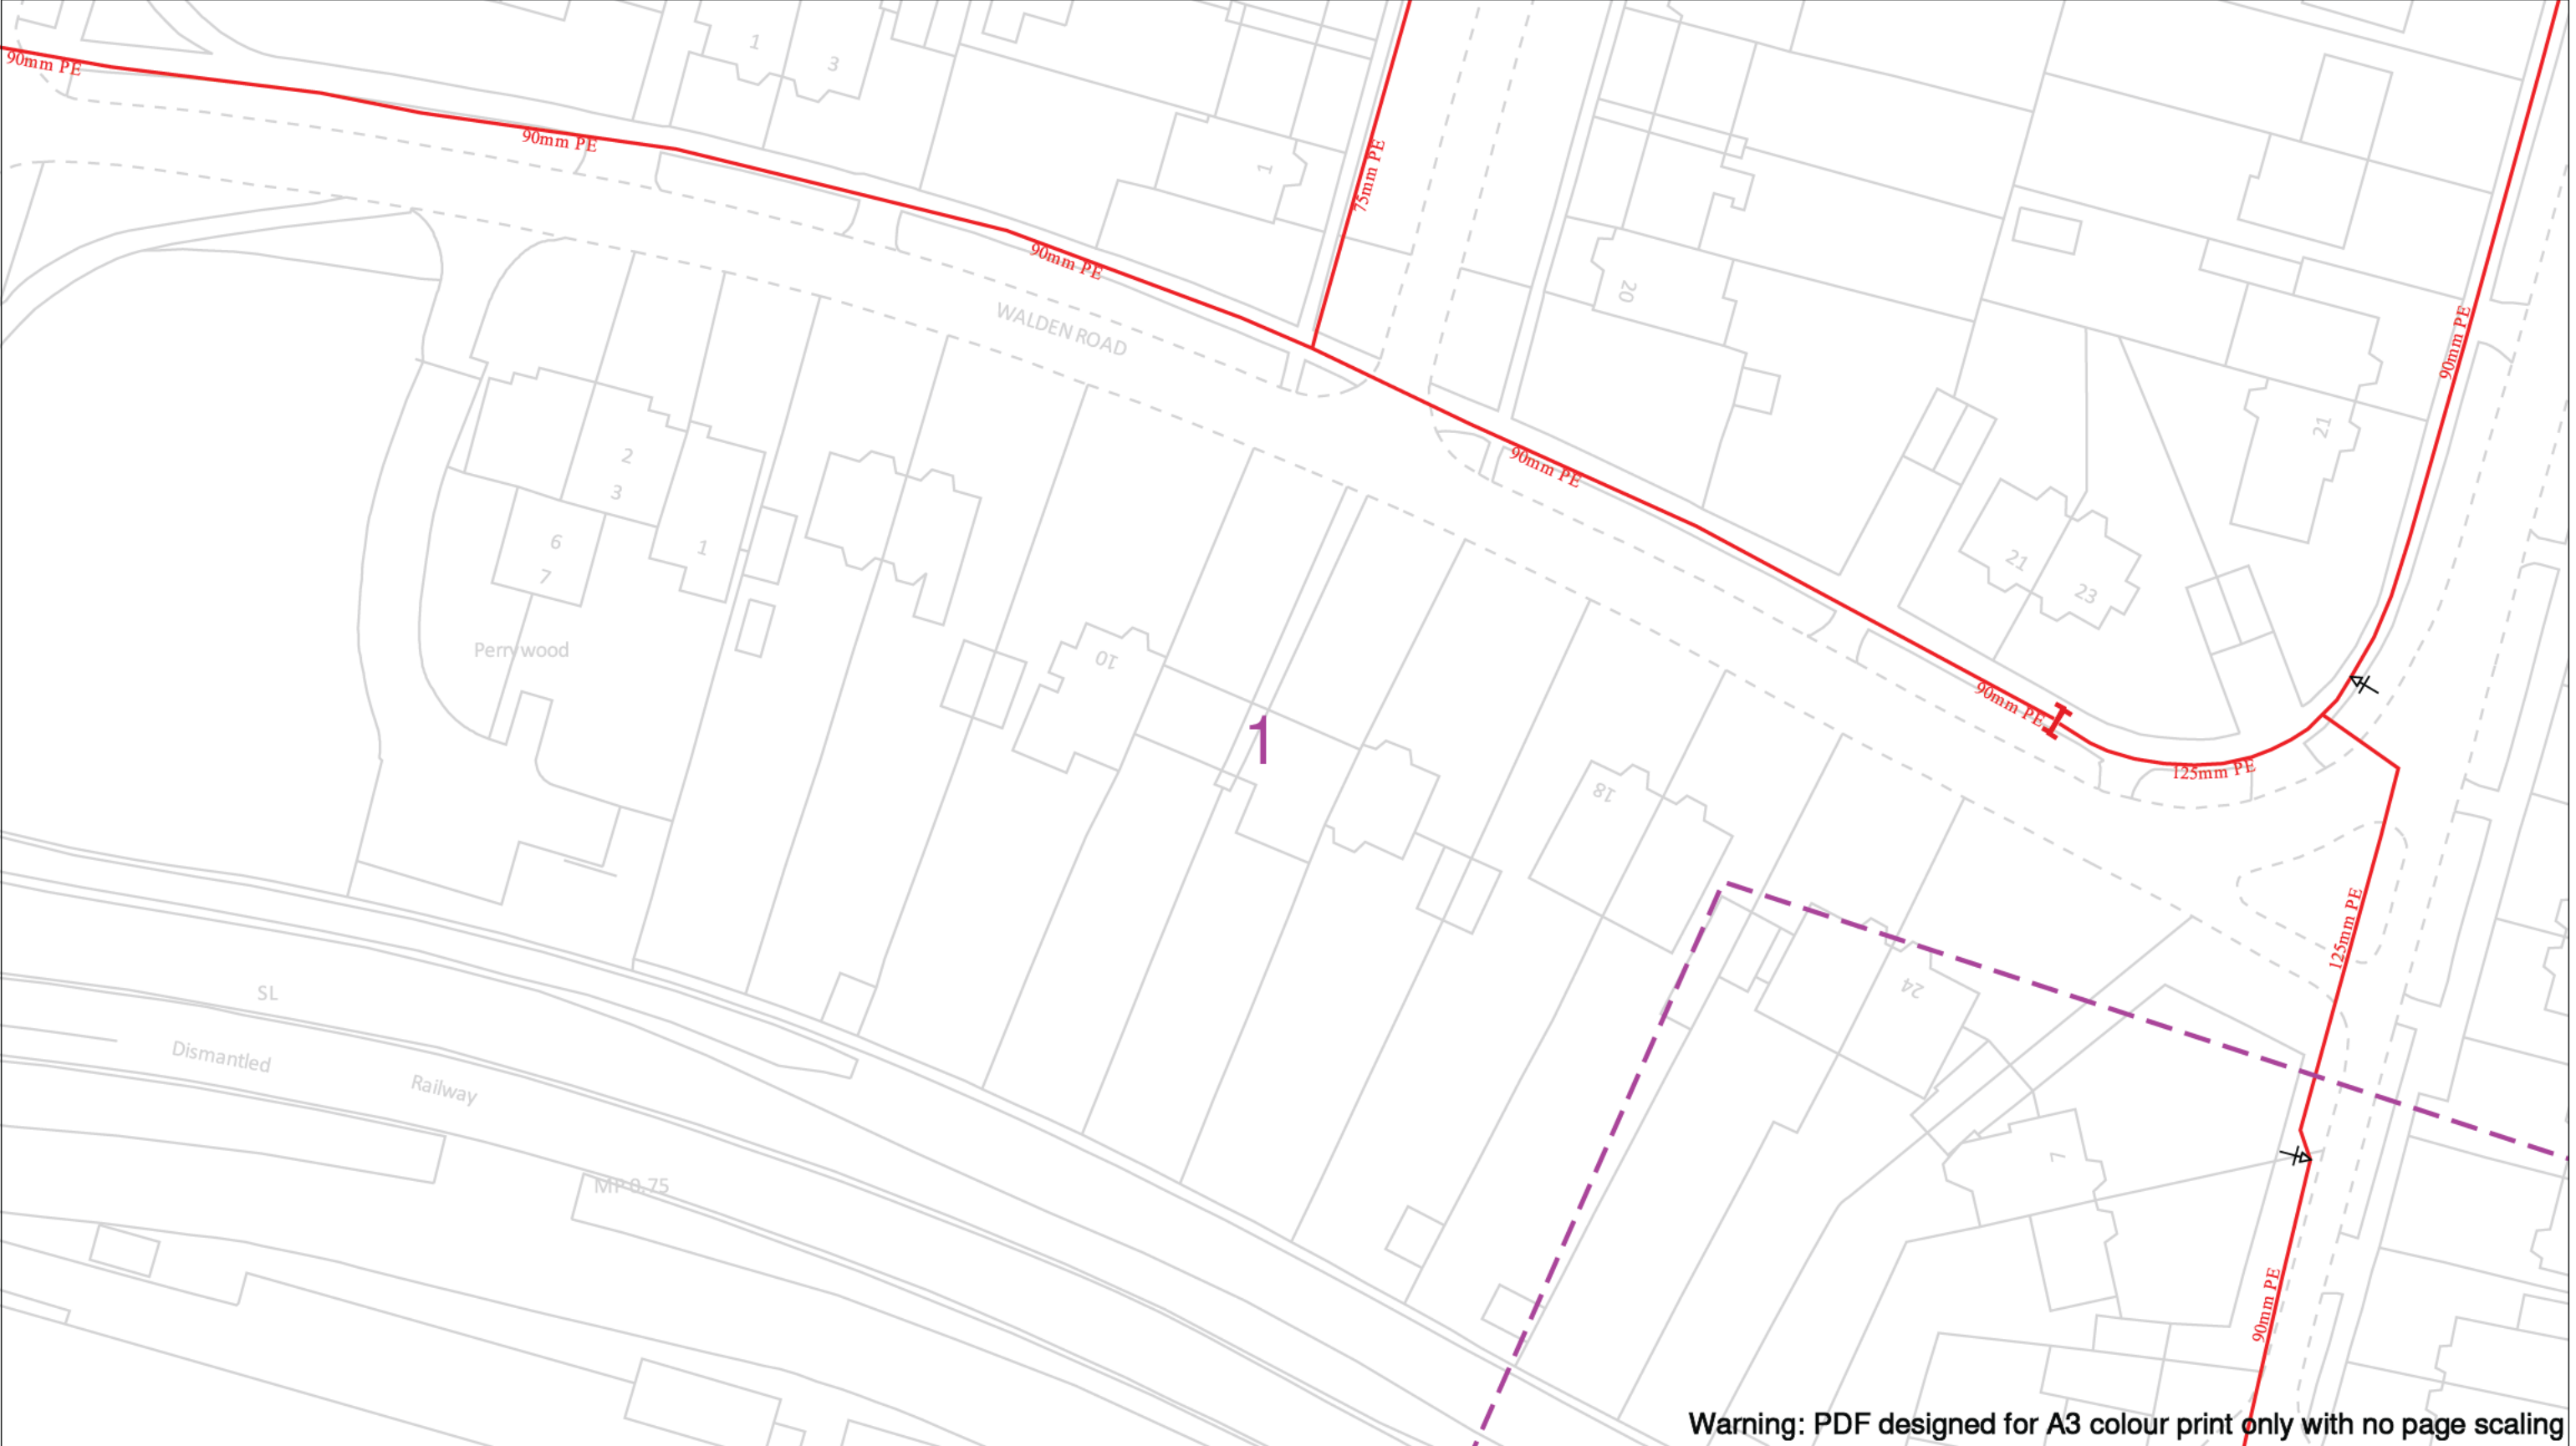 1
3
90mm PE
90mm PE
75mm PE
1
90mm PE
WALDEN ROAD
20
90mm PE
21
90mm PE
2
3
6
7
1
Perrywood
10
1
21
23
90mm PE
125mm PE
18
24
125mm PE
SL
Dismantled
Railway
MP 0.75
7
90mm PE
Warning: PDF designed for A3 colour print only with no page scaling